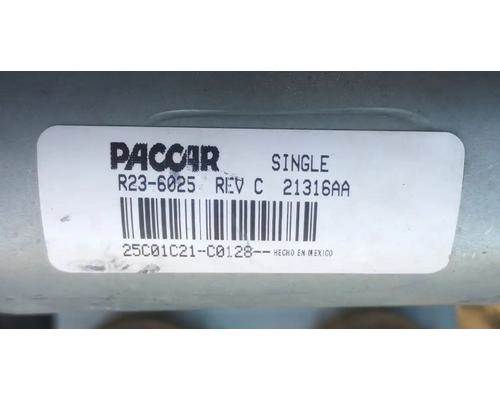 PACCAR SINGLE
R23-6025 REV C 21316AA
25C01C21-C0128-- HECHO EN MEXICO